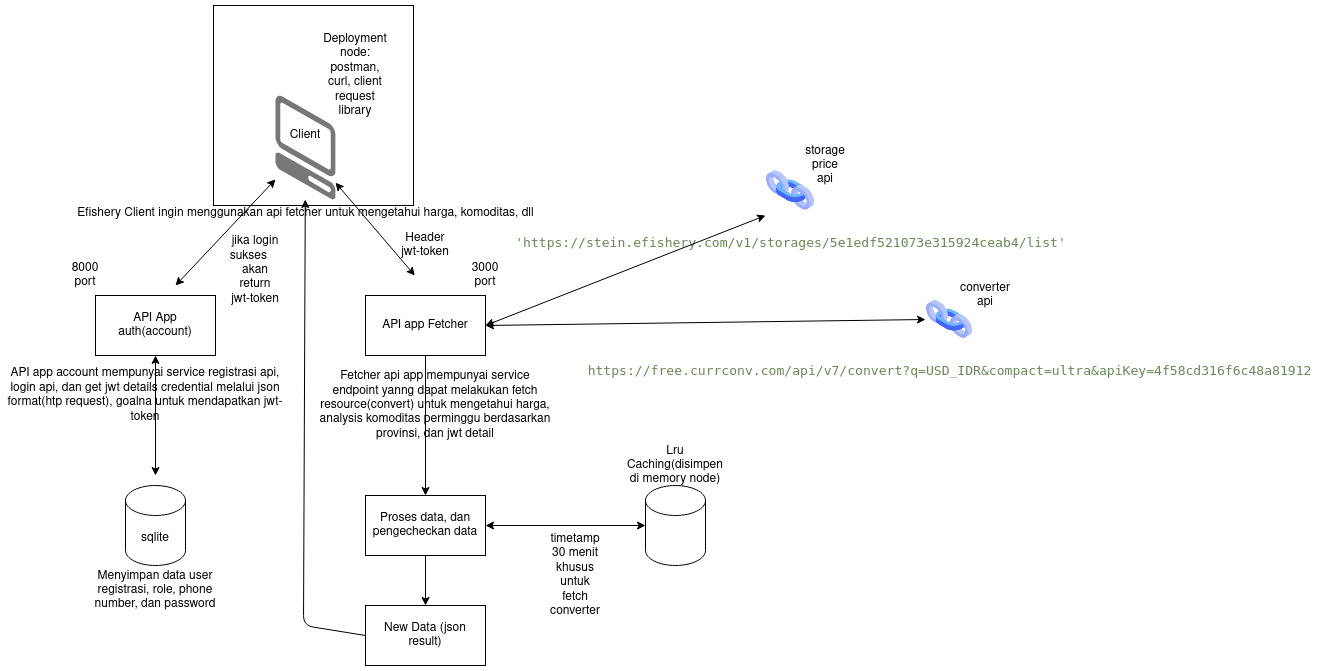 Deployment
node:
postman,
curl, client
request
library
Client
Efishery Client ingin menggunakan api fetcher untuk mengetahui harga, komoditas, dll
storage
price
api
'https://stein.efishery.com/v1/storages/5e1edf521073e315924ceab4/list'
jika login
sukses
akan
return
jwt-token
Header
jwt-token
8000
port
3000
port
converter
api
API App
auth(account)
API app Fetcher
https://free.currconv.com/api/v7/convert?q=USD_IDR&compact=ultra&apiKey=4f58cd316f6c48a81912
API app account mempunyai service registrasi api,
login api, dan get jwt details credential melalui json
format(htp request), goalna untuk mendapatkan jwt-
token
Fetcher api app mempunyai service
endpoint yanng dapat melakukan fetch
resource(convert) untuk mengetahui harga,
analysis komoditas perminggu berdasarkan
provinsi, dan jwt detail
Lru
Caching(disimpen
di memory node)
sqlite
Menyimpan data user
registrasi, role, phone
number, dan password
Proses data, dan
pengecheckan data
timetamp
30 menit
khusus
untuk
fetch
converter
New Data (json
result)